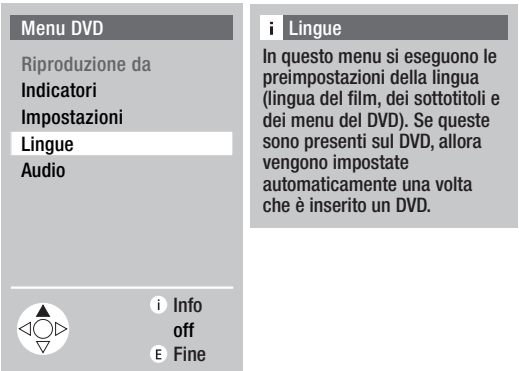 Menu DVD
Riproduzione da
Indicatori
Impostazioni
Lingue
Audio
i Info
off
E Fine
i Lingue
In questo menu si eseguono le
preimpostazioni della lingua
(lingua del film, dei sottotitoli e
dei menu del DVD). Se queste
sono presenti sul DVD, allora
vengono impostate
automaticamente una volta
che è inserito un DVD.